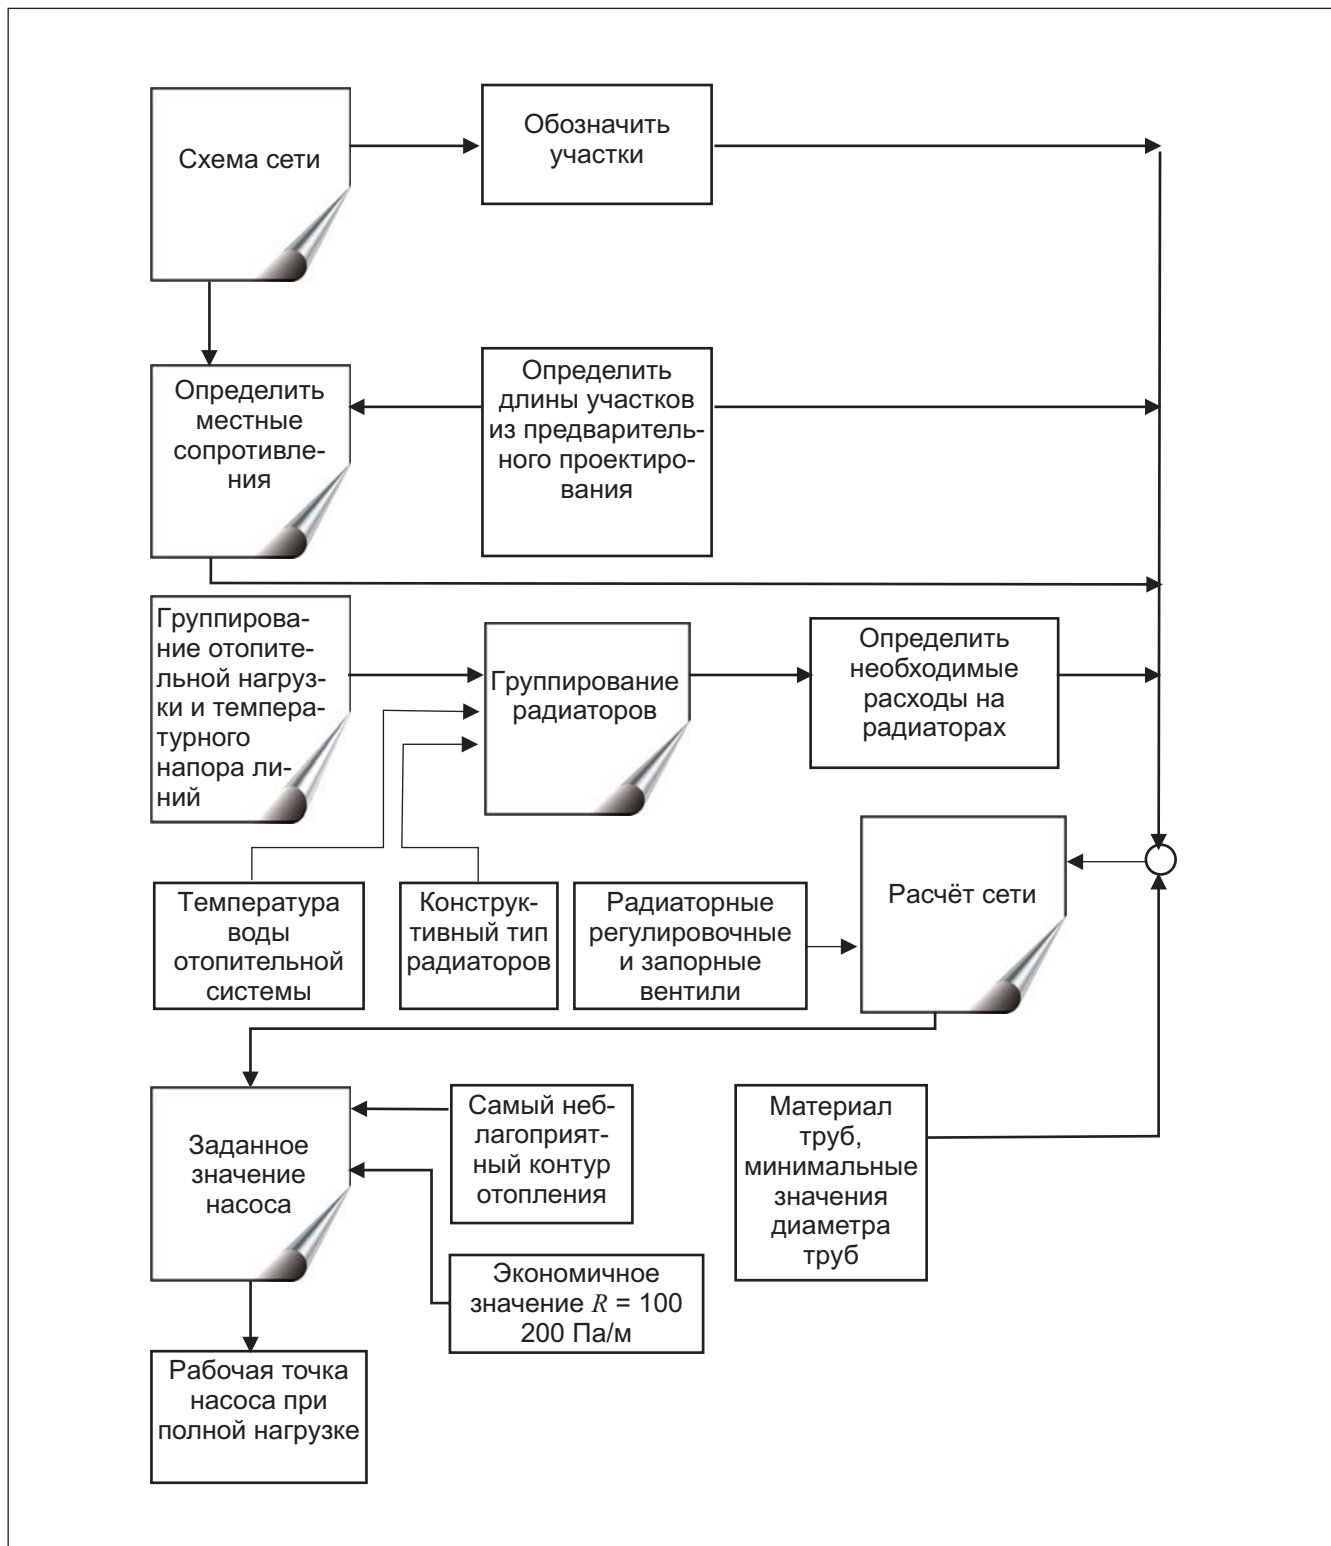 Схема сети
Обозначить
участки
Определить
местные
сопротивле-
ния
Определить
длины участков
из предваритель-
ного проектиро-
вания
Группирова-
ние отопите-
льной нагруз-
ки и темпера-
турного
напора ли-
ний
Группирование
радиаторов
Определить
необходимые
расходы на
радиаторах
Температура
воды
отопительной
системы
Конструк-
тивный тип
радиаторов
Радиаторные
регулировочные
и запорные
вентили
Расчёт сети
Заданное
значение
насоса
Самый неб-
лагоприят-
ный контур
отопления
Материал
труб,
минимальные
значения
диаметра
труб
Экономичное
значение R = 100
200 Па/м
Рабочая точка
насоса при
полной нагрузке